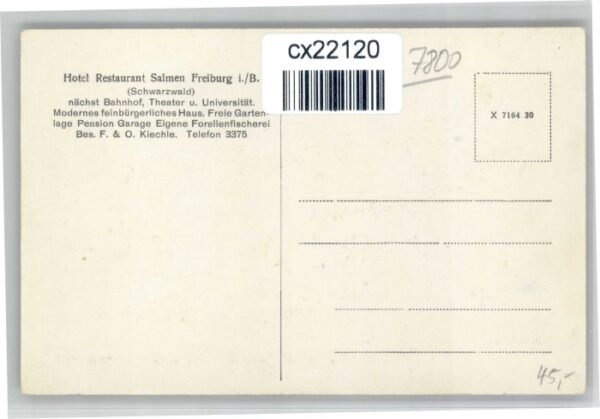 cx22120
7800
Hotel Restaurant Salmen Freiburg i./B.
(Schwarzwald)
nächst Bahnhof, Theater u. Universität.
Modernes feinbürgerliches Haus. Freie Garten-
lage Pension Garage Eigene Forellenfischerei
Bes. F. & O. Kiechle. Telefon 3375
X 7164 30
45,-